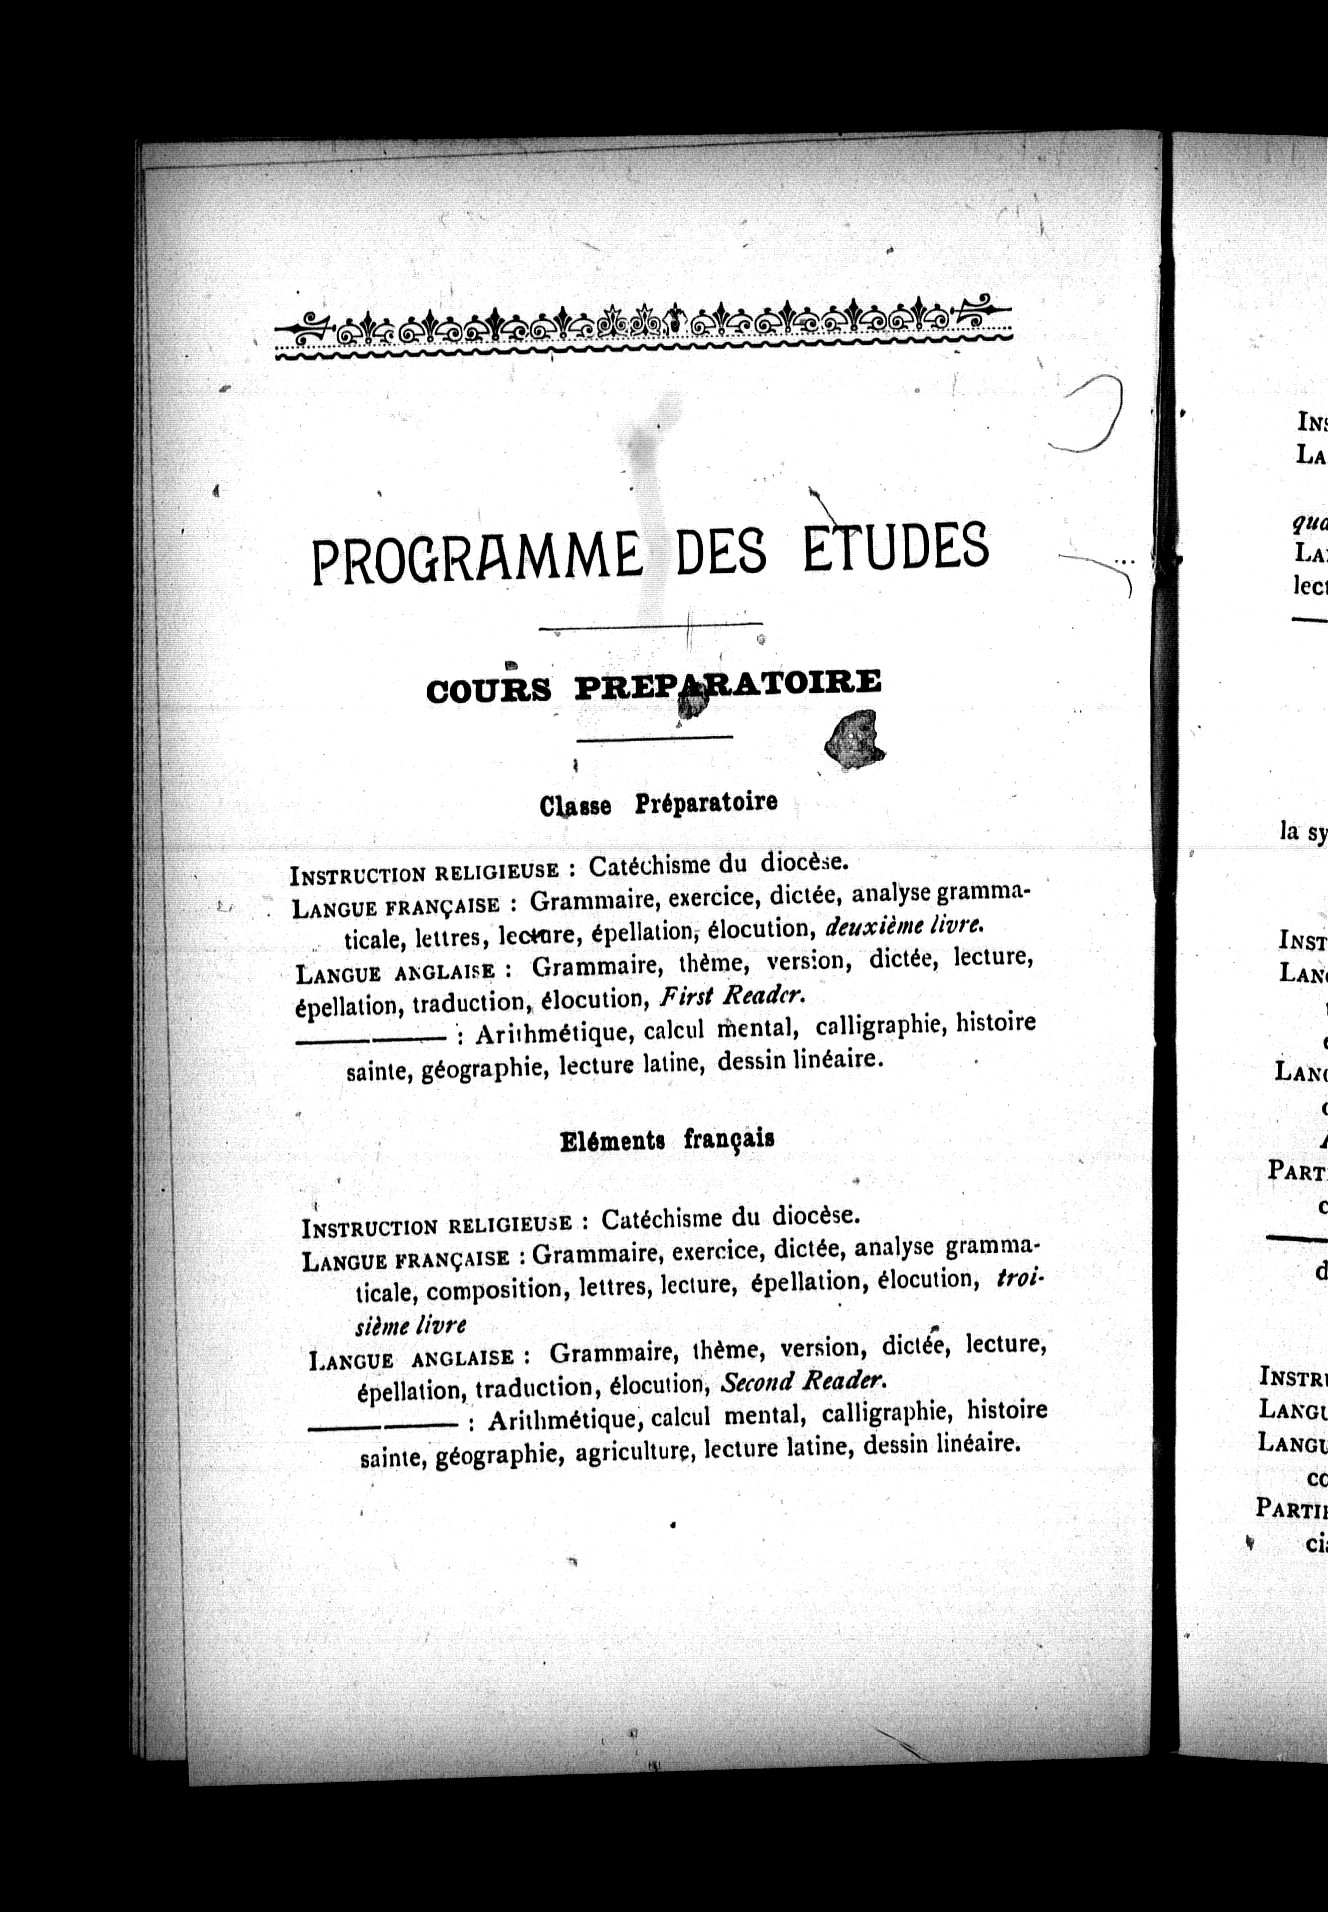 PROGRAMME DES ETUDES
COURS PREPARATOIRE
Classe Préparatoire
INSTRUCTION RELIGIEUSE : Catéchisme du diocèse.
LANGUE FRANÇAISE : Grammaire, exercice, dictée, analyse gramma-
ticale, lettres, lecture, épellation, élocution, deuxième livre.
LANGUE ANGLAISE : Grammaire, thème, version, dictée, lecture,
épellation, traduction, élocution, First Reader.
—— —— : Arithmétique, calcul mental, calligraphie, histoire
sainte, géographie, lecture latine, dessin linéaire.
Eléments français
INSTRUCTION RELIGIEUSE : Catéchisme du diocèse.
LANGUE FRANÇAISE : Grammaire, exercice, dictée, analyse gramma-
ticale, composition, lettres, lecture, épellation, élocution, troi-
sième livre
LANGUE ANGLAISE : Grammaire, thème, version, dictée, lecture,
épellation, traduction, élocution, Second Reader.
—— —— : Arithmétique, calcul mental, calligraphie, histoire
sainte, géographie, agriculture, lecture latine, dessin linéaire.
la